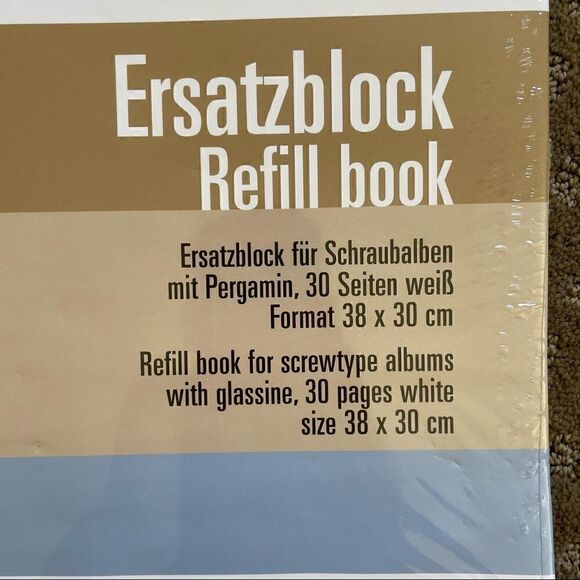 Ersatzblock
Refill book
Ersatzblock für Schraubalben
mit Pergamin, 30 Seiten weiß
Format 38 x 30 cm
Refill book for screwtype albums
with glassine, 30 pages white
size 38 x 30 cm